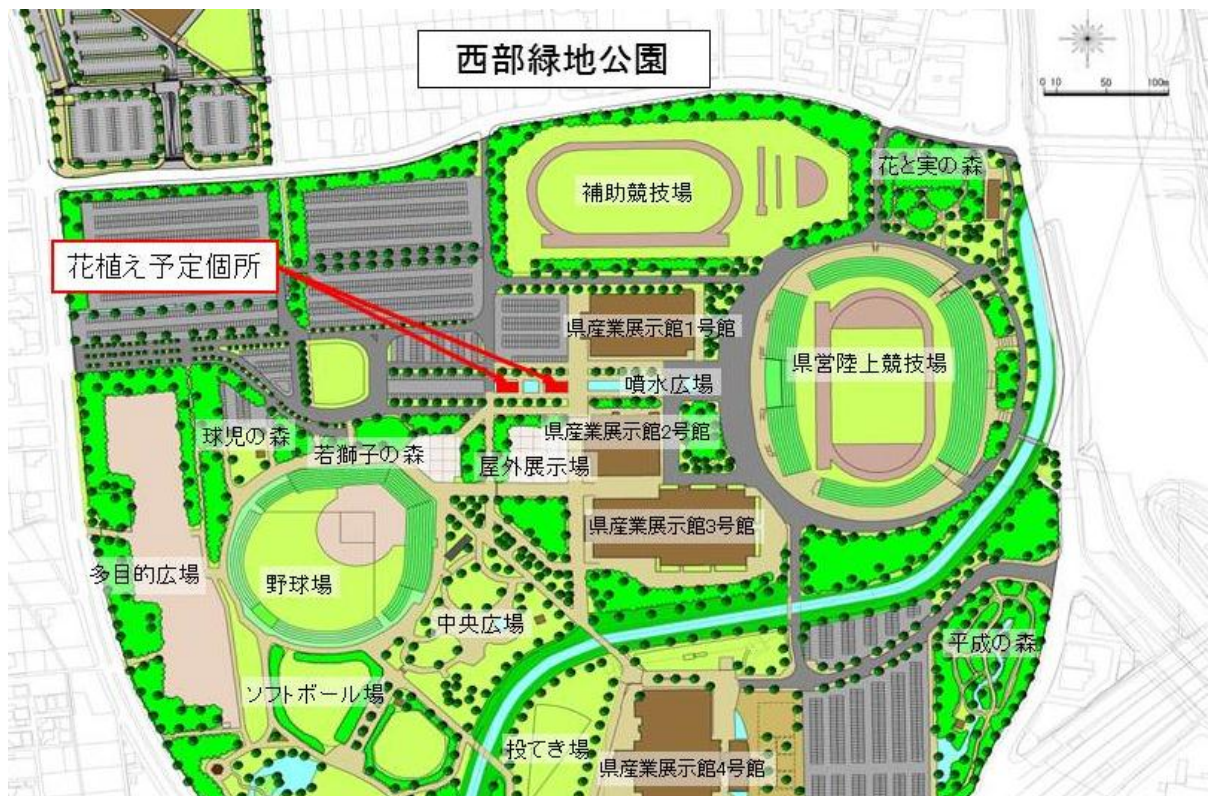 西部緑地公園
0 10 50 100m
花と実の森
補助競技場
花植え予定個所
県産業展示館1号館
県営陸上競技場
噴水広場
球児の森
若獅子の森
県産業展示館2号館
屋外展示場
県産業展示館3号館
多目的広場
野球場
中央広場
平成の森
ソフトボール場
投てき場
県産業展示館4号館